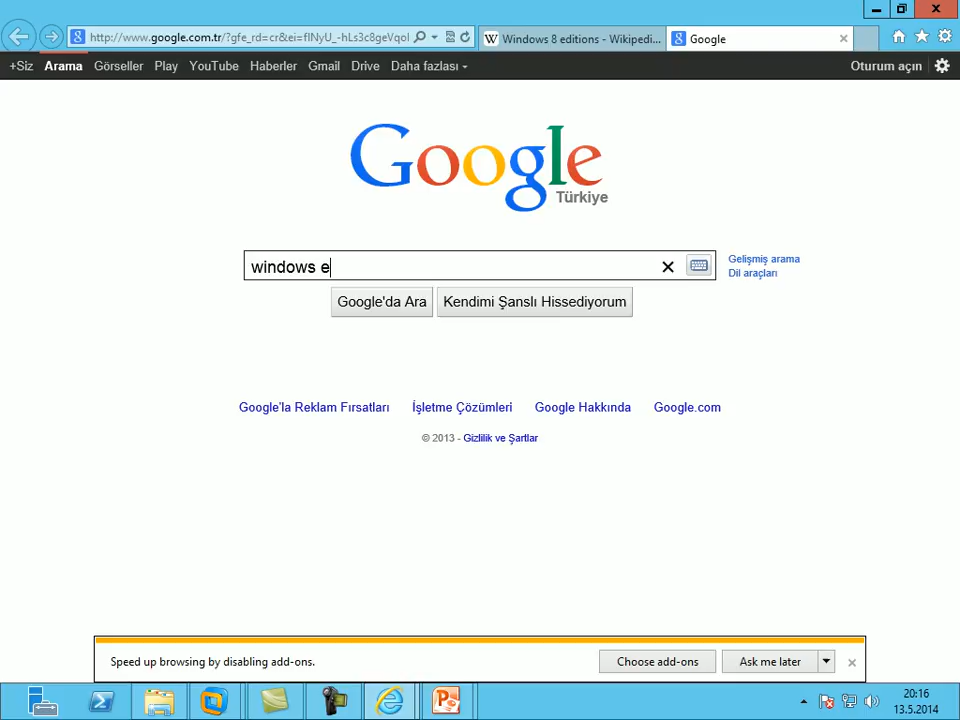 http://www.google.com.tr/?gfe_rd=cr&ei=fINyU_-hLs3c8geVqoI
Windows 8 editions - Wikipedi...
Google
+Siz Arama Görseller Play YouTube Haberler Gmail Drive Daha fazlası
Oturum açın
Google
Türkiye
windows e
Gelişmiş arama
Dil araçları
Google'da Ara
Kendimi Şanslı Hissediyorum
Google'la Reklam Fırsatları İşletme Çözümleri Google Hakkında Google.com
© 2013 - Gizlilik ve Şartlar
Speed up browsing by disabling add-ons.
Choose add-ons
Ask me later
20:16
13.5.2014